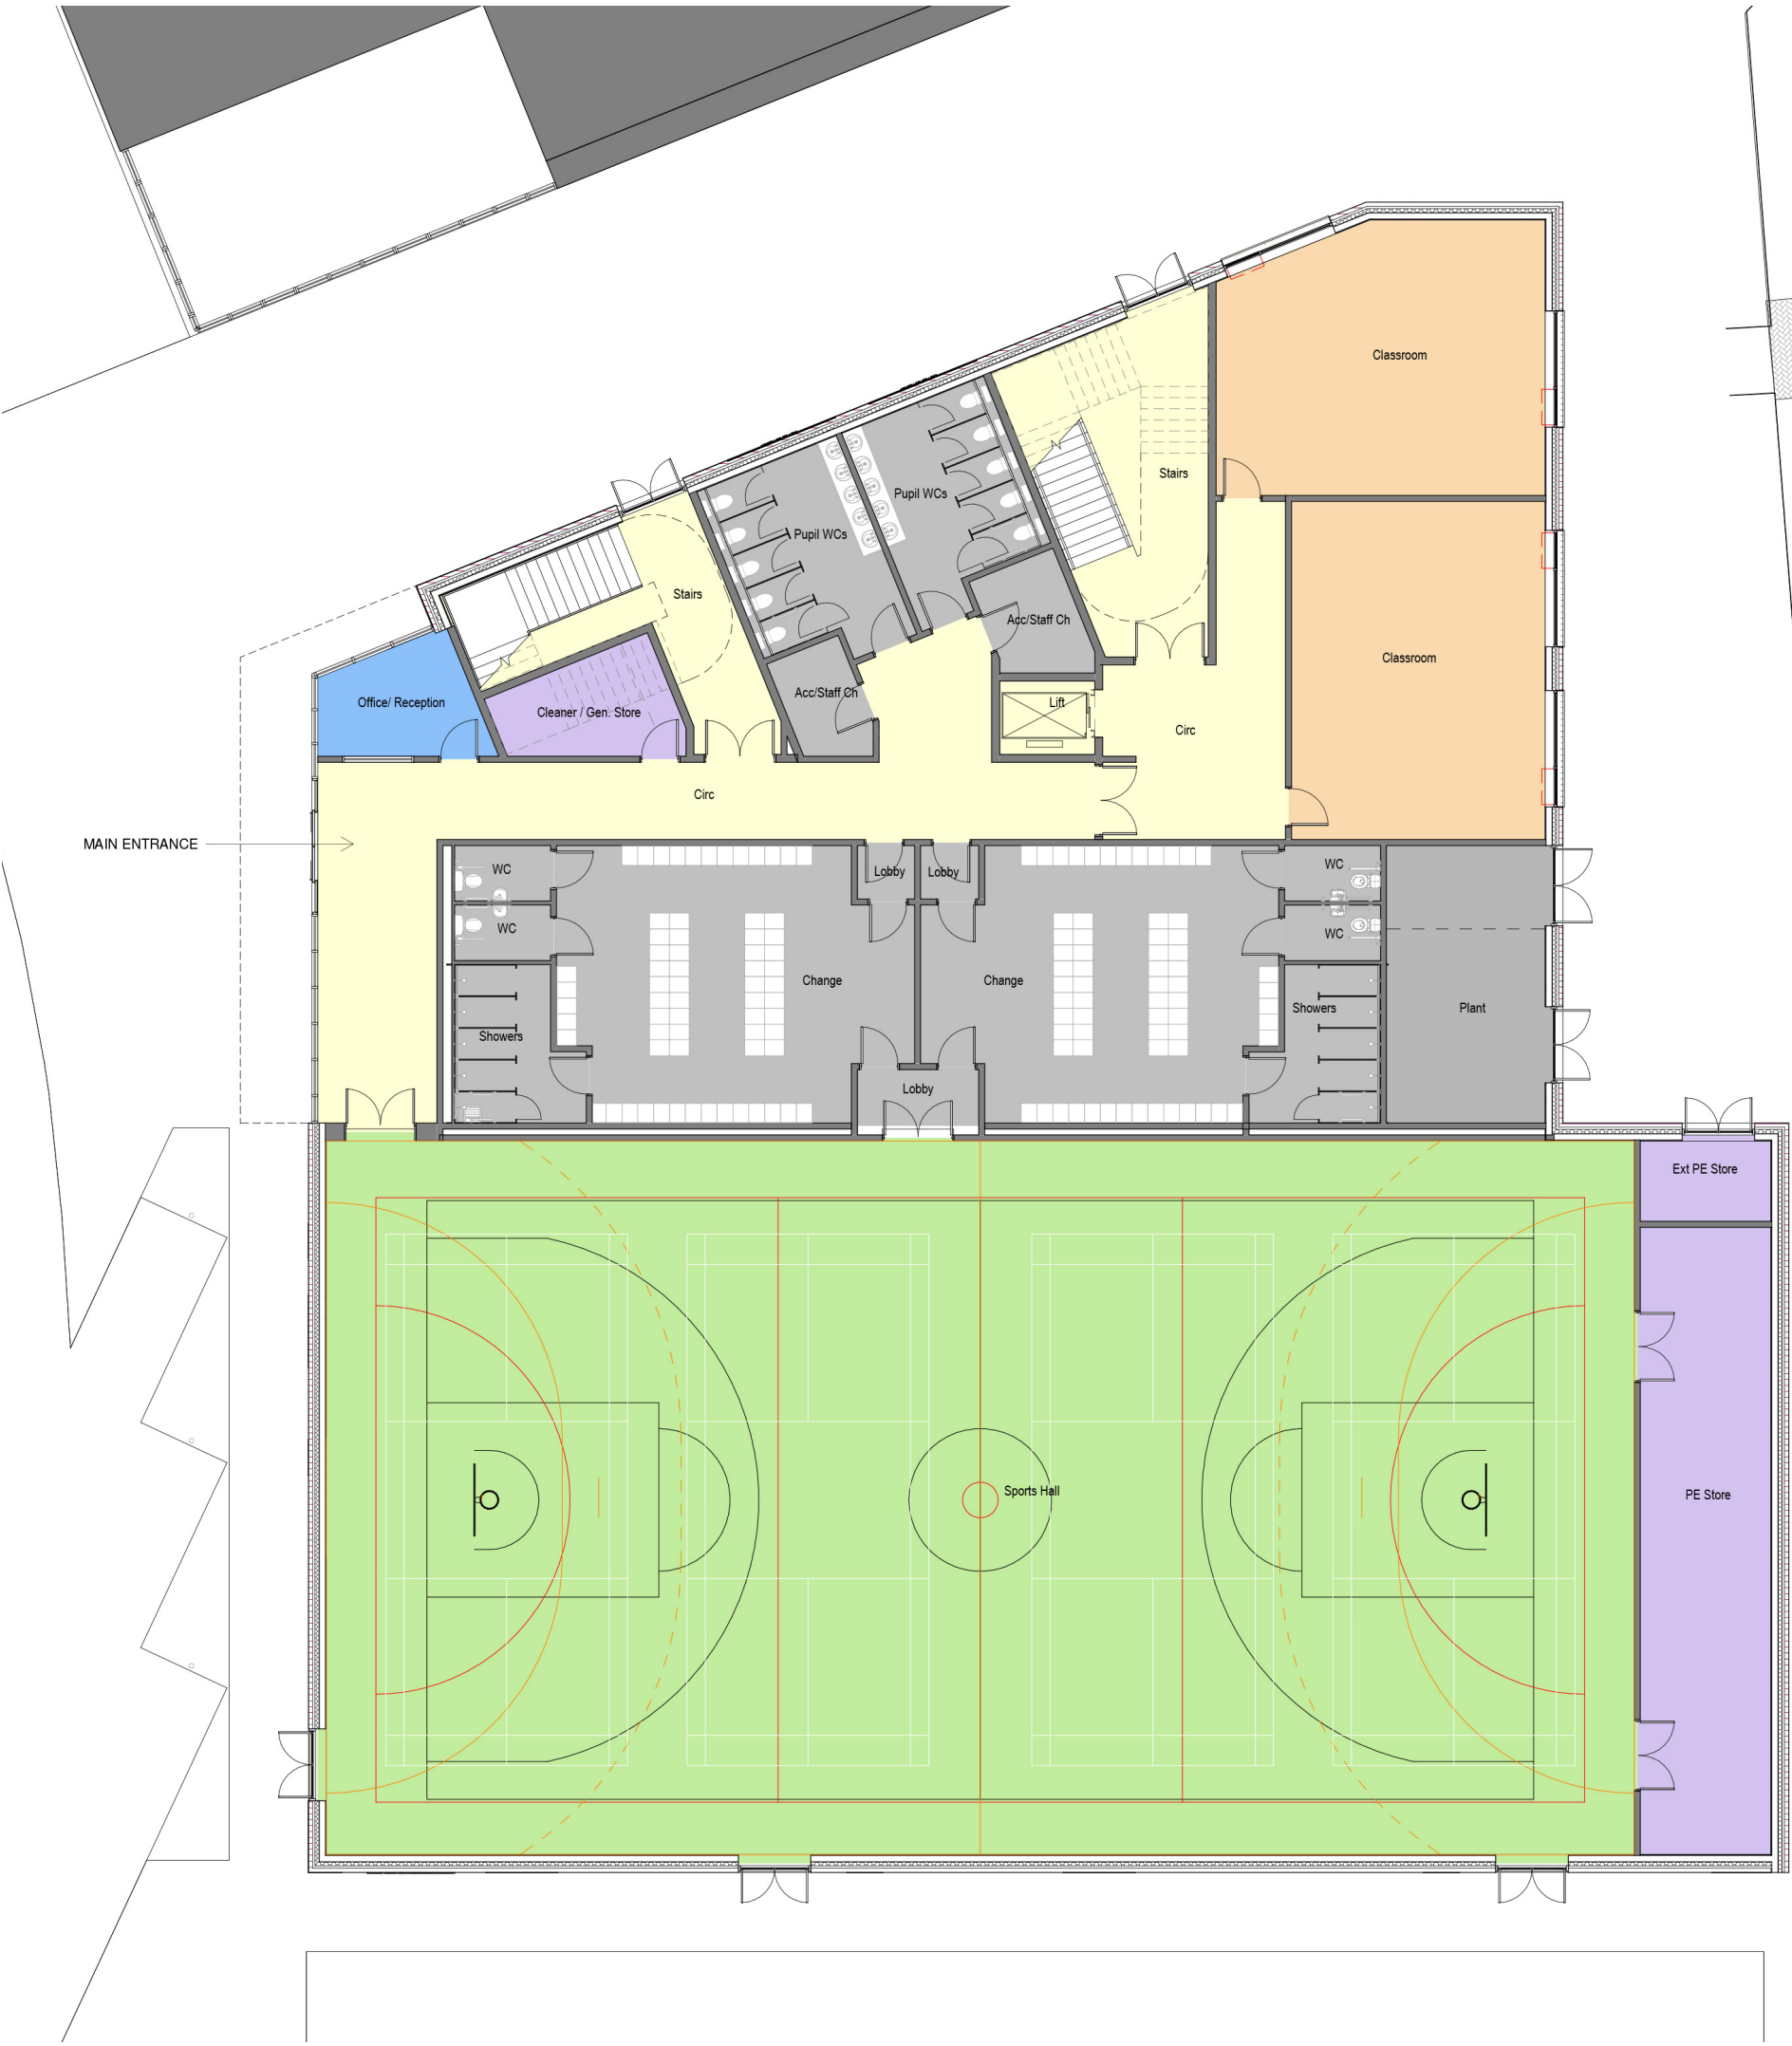 Classroom
Stairs
Pupil WCs
Pupil WCs
Stairs
Acc/Staff Ch
Classroom
Acc/Staff Ch
Office/ Reception
Lift
Cleaner / Gen. Store
Circ
Circ
MAIN ENTRANCE
WC
Lobby
Lobby
WC
WC
WC
Change
Change
Showers
Plant
Showers
Lobby
Ext PE Store
Sports Hall
PE Store